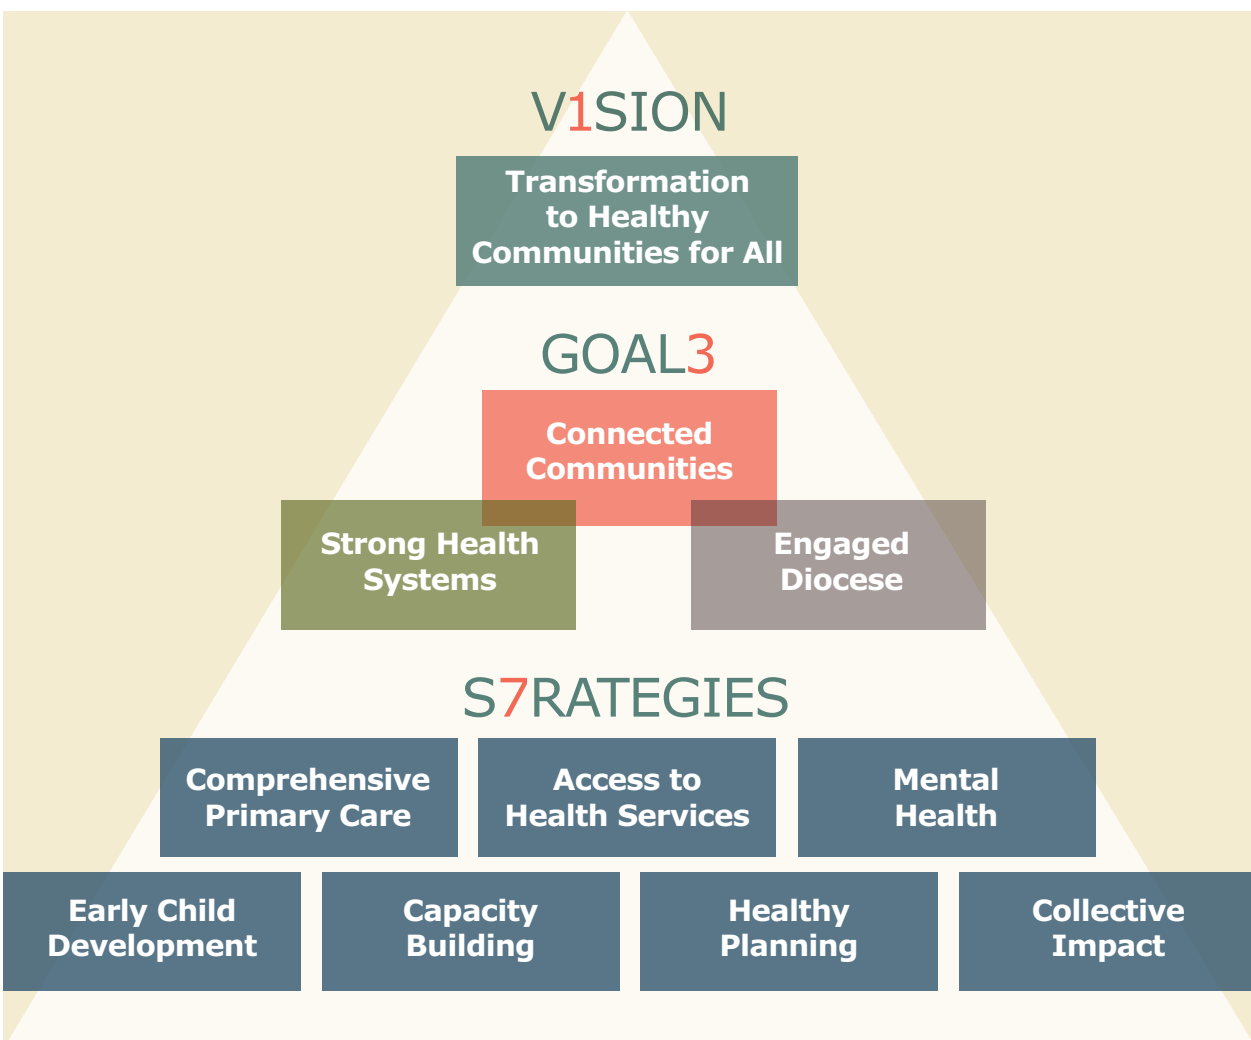 V1SION
Transformation
to Healthy
Communities for All
GOAL3
Connected
Communities
Strong Health
Systems
Engaged
Diocese
S7RATEGIES
Comprehensive
Primary Care
Access to
Health Services
Mental
Health
Early Child
Development
Capacity
Building
Healthy
Planning
Collective
Impact